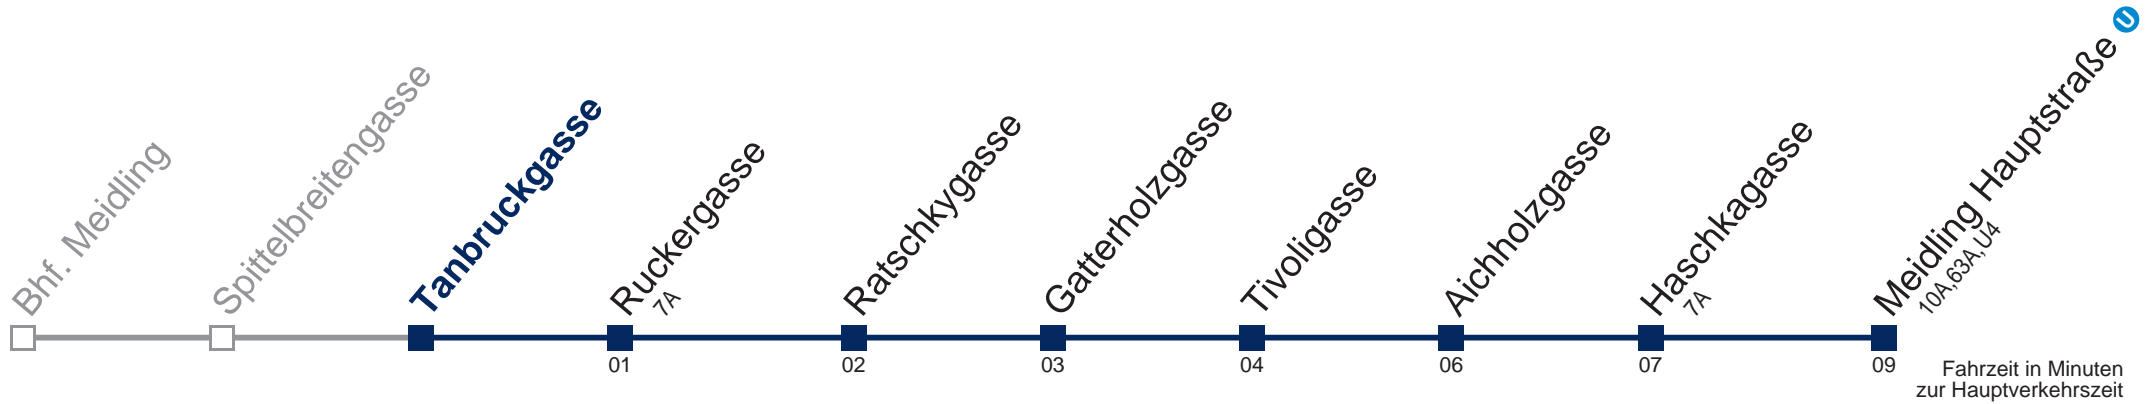 Bhf. Meidling
Spittelbreitengasse
Tanbruckgasse
Ruckergasse
7A
Ratschkygasse
Gatterholzgasse
Tivoligasse
Aichholzgasse
Haschkagasse
7A
Meidling Hauptstraße U
10A,63A,U4
01 02 03 04 06 07 09
Fahrzeit in Minuten
zur Hauptverkehrszeit